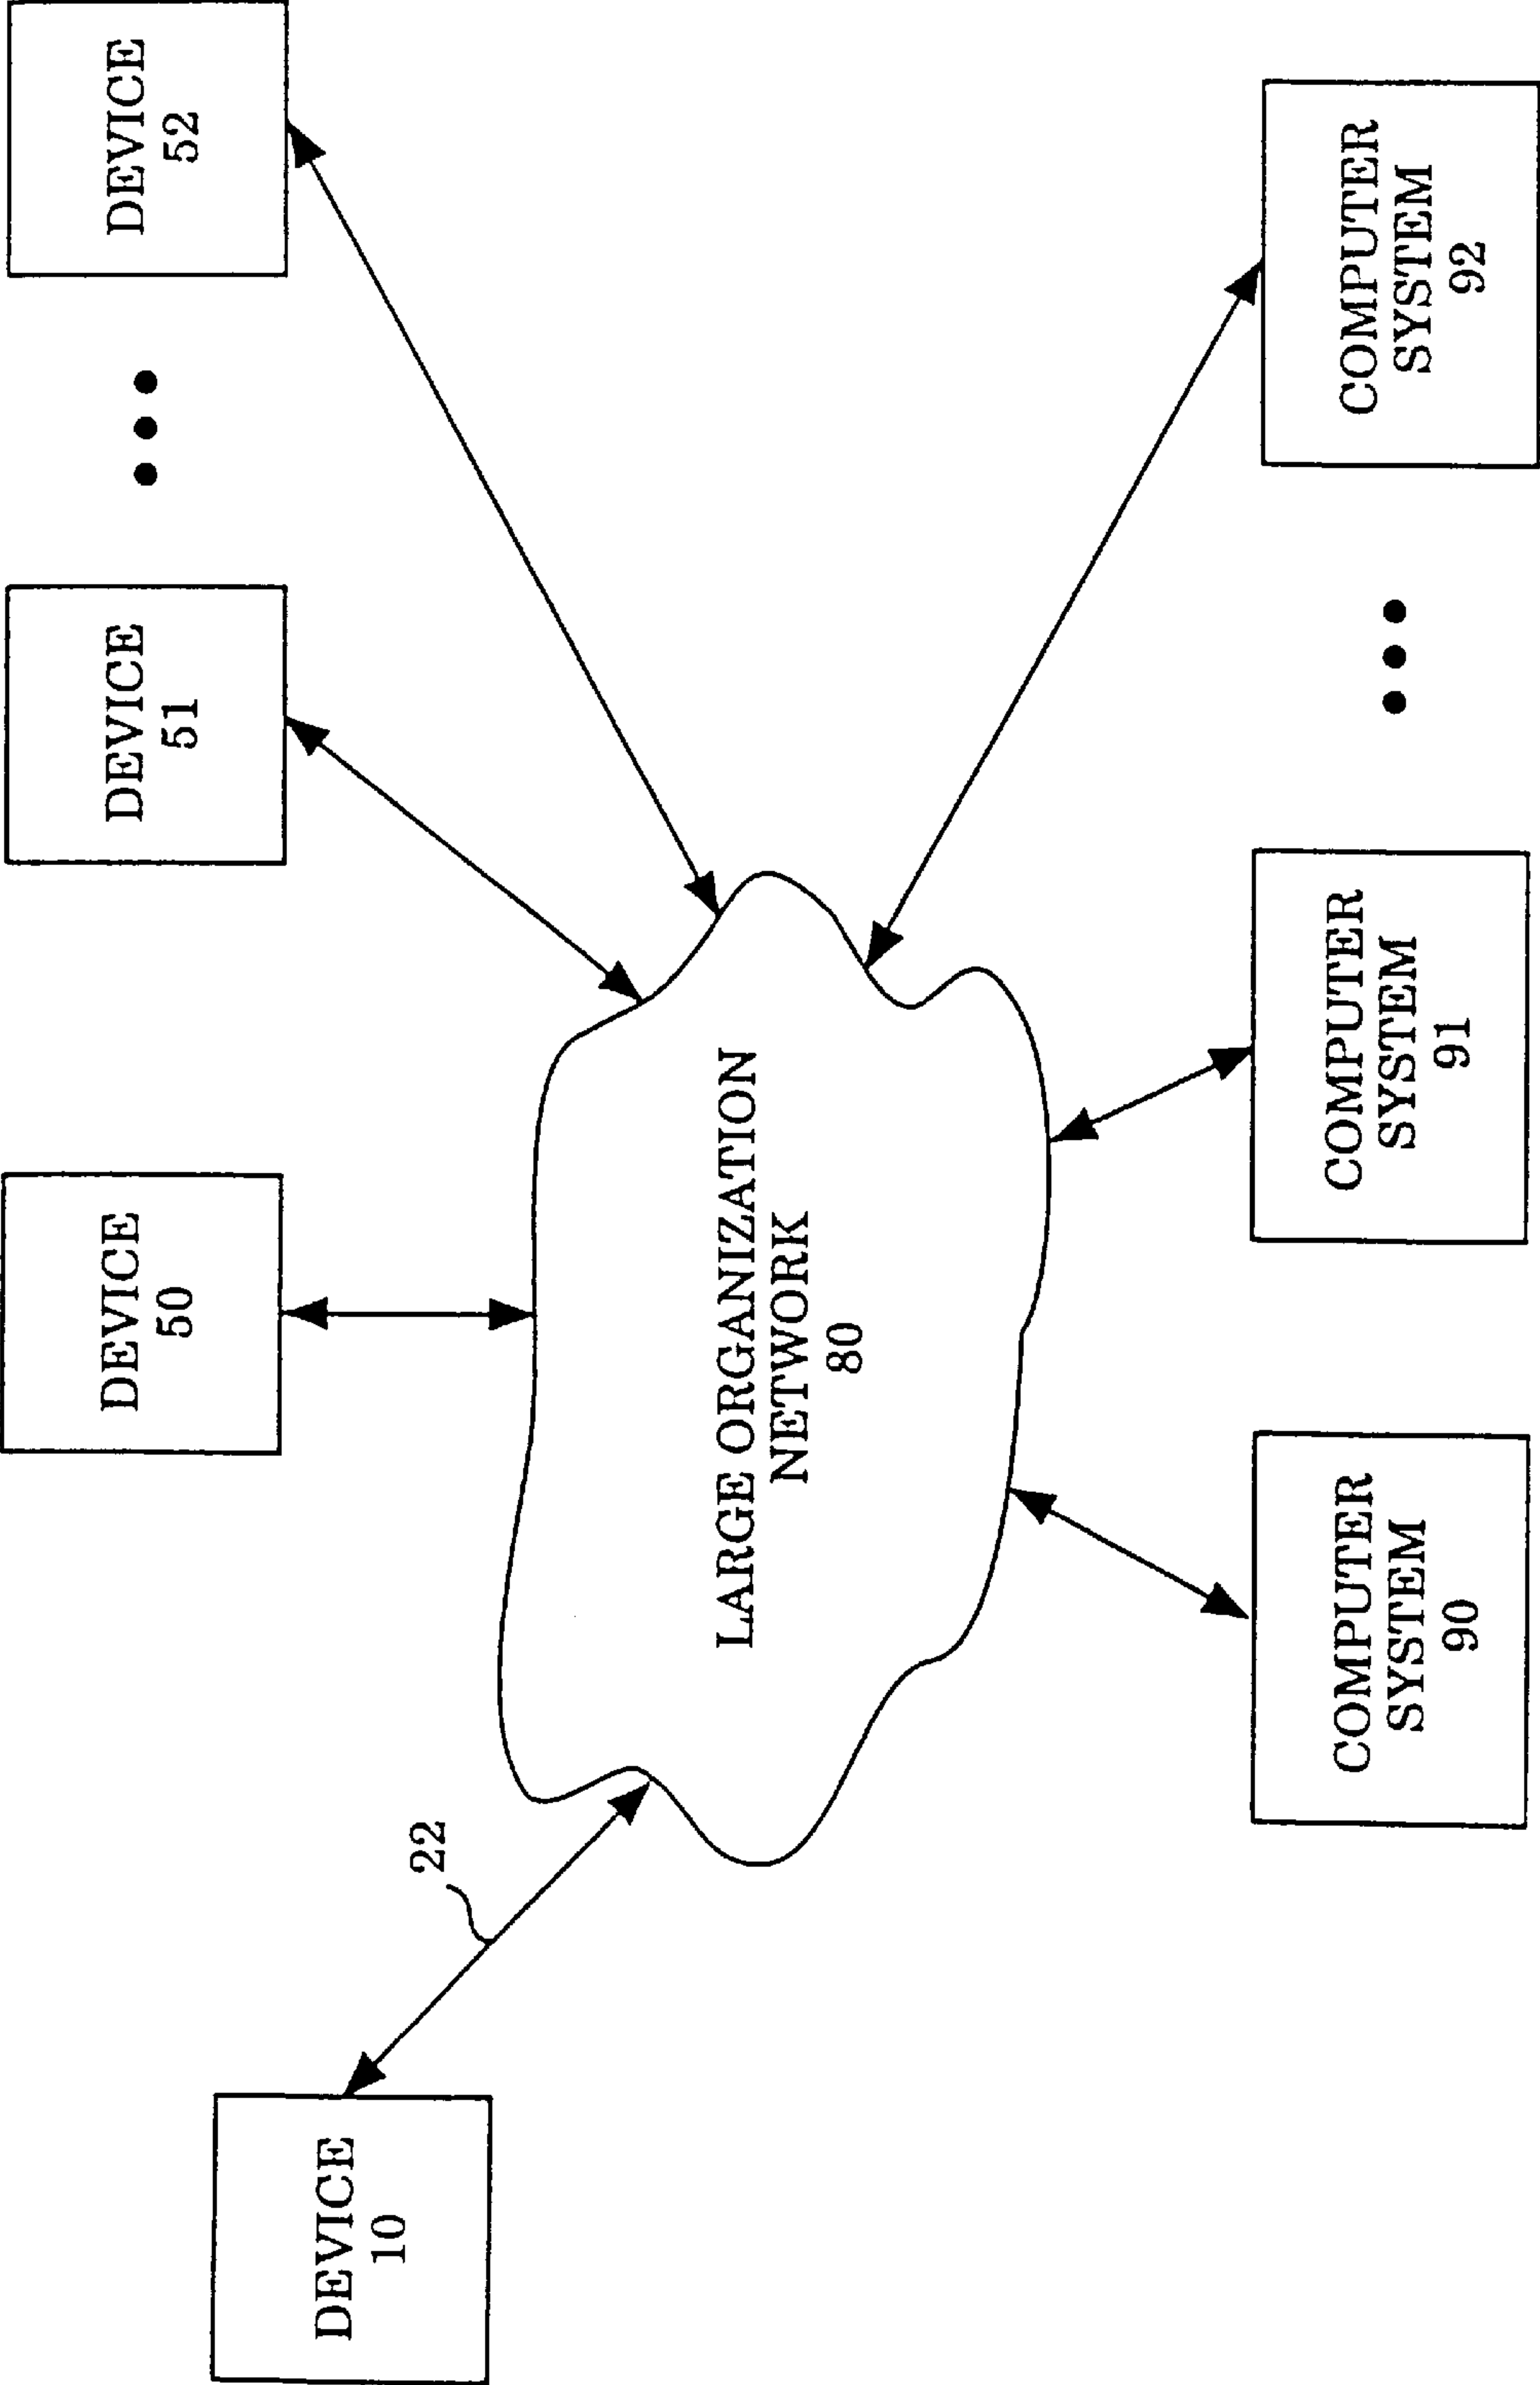 DEVICE
10
22
DEVICE
50
DEVICE
51
DEVICE
52
LARGE ORGANIZATION
NETWORK
80
COMPUTER
SYSTEM
90
COMPUTER
SYSTEM
91
COMPUTER
SYSTEM
92